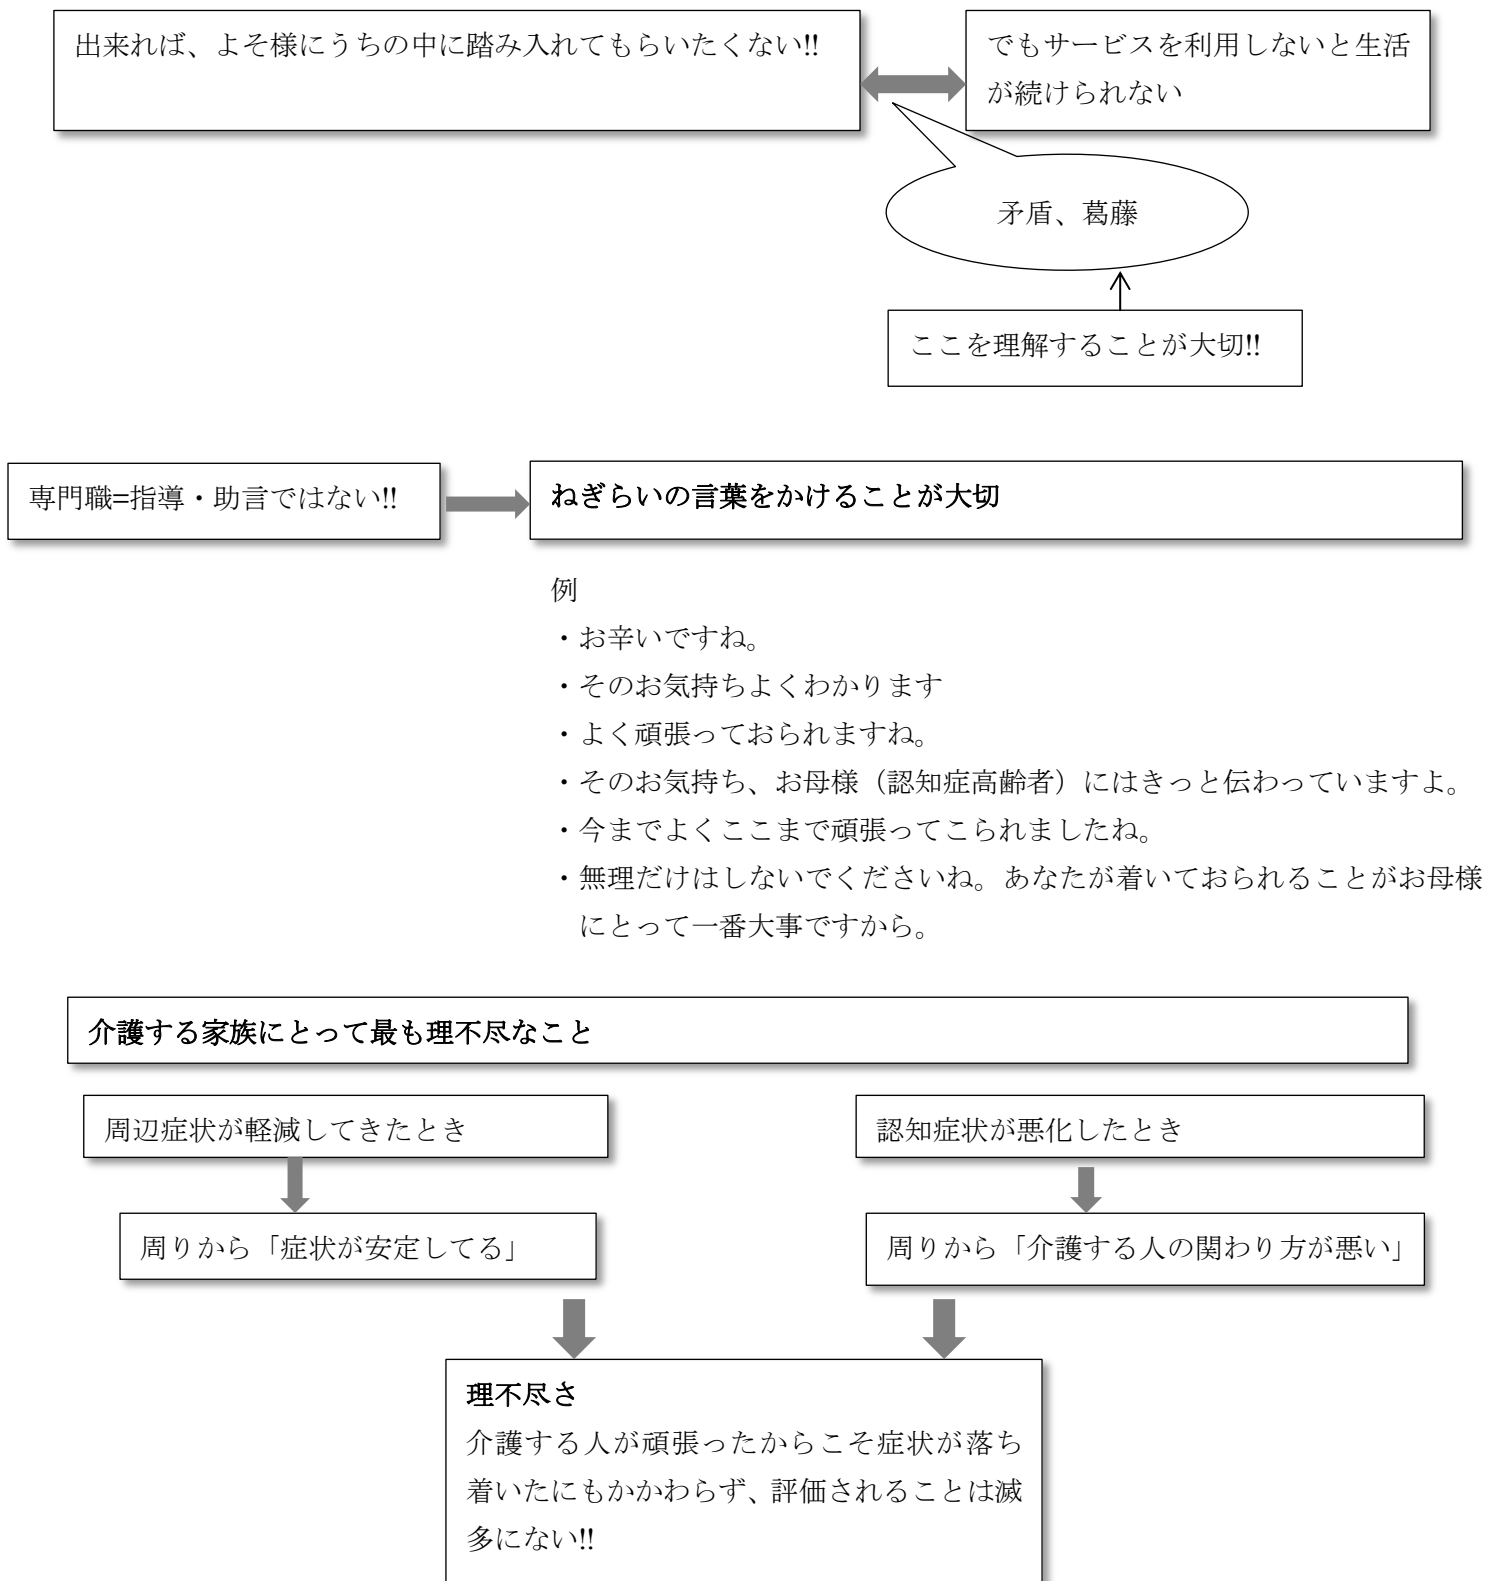 出来れば、よそ様にうちの中に踏み入れてもらいたくない!!
でもサービスを利用しないと生活
が続けられない
矛盾、葛藤
ここを理解することが大切!!
専門職=指導・助言ではない!!
ねぎらいの言葉をかけることが大切
例
・お辛いですね。
・そのお気持ちよくわかります
・よく頑張っておられますね。
・そのお気持ち、お母様（認知症高齢者）にはきっと伝わっていますよ。
・今までよくここまで頑張ってこられましたね。
・無理だけはしないでくださいね。あなたが着いておられることがお母様
にとって一番大事ですから。
介護する家族にとって最も理不尽なこと
周辺症状が軽減してきたとき
認知症状が悪化したとき
周りから「症状が安定してる」
周りから「介護する人の関わり方が悪い」
理不尽さ
介護する人が頑張ったからこそ症状が落ち
着いたにもかかわらず、評価されることは滅
多にない!!